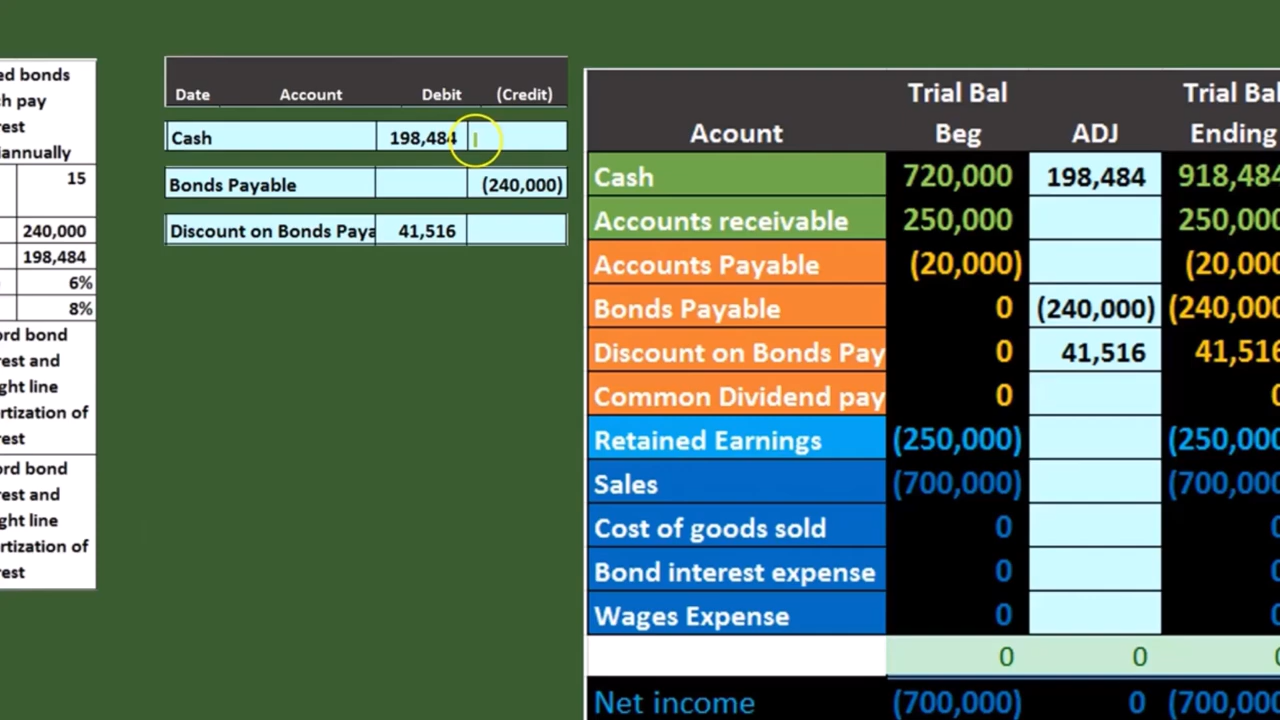 ed bonds
ch pay
rest
iannually
15
240,000
198,484
6%
8%
ord bond
rest and
ght line
rtization of
rest
ord bond
rest and
ght line
rtization of
rest
Date Account Debit (Credit)
Cash 198,484
Bonds Payable (240,000)
Discount on Bonds Paya 41,516
Trial Bal Trial Bal
Acount Beg ADJ Ending
Cash 720,000 198,484 918,484
Accounts receivable 250,000 250,000
Accounts Payable (20,000) (20,000
Bonds Payable 0 (240,000) (240,000
Discount on Bonds Pay 0 41,516 41,516
Common Dividend pay 0 0
Retained Earnings (250,000) (250,000
Sales (700,000) (700,000
Cost of goods sold 0 0
Bond interest expense 0 0
Wages Expense 0 0
0 0 0
Net income (700,000) 0 (700,000